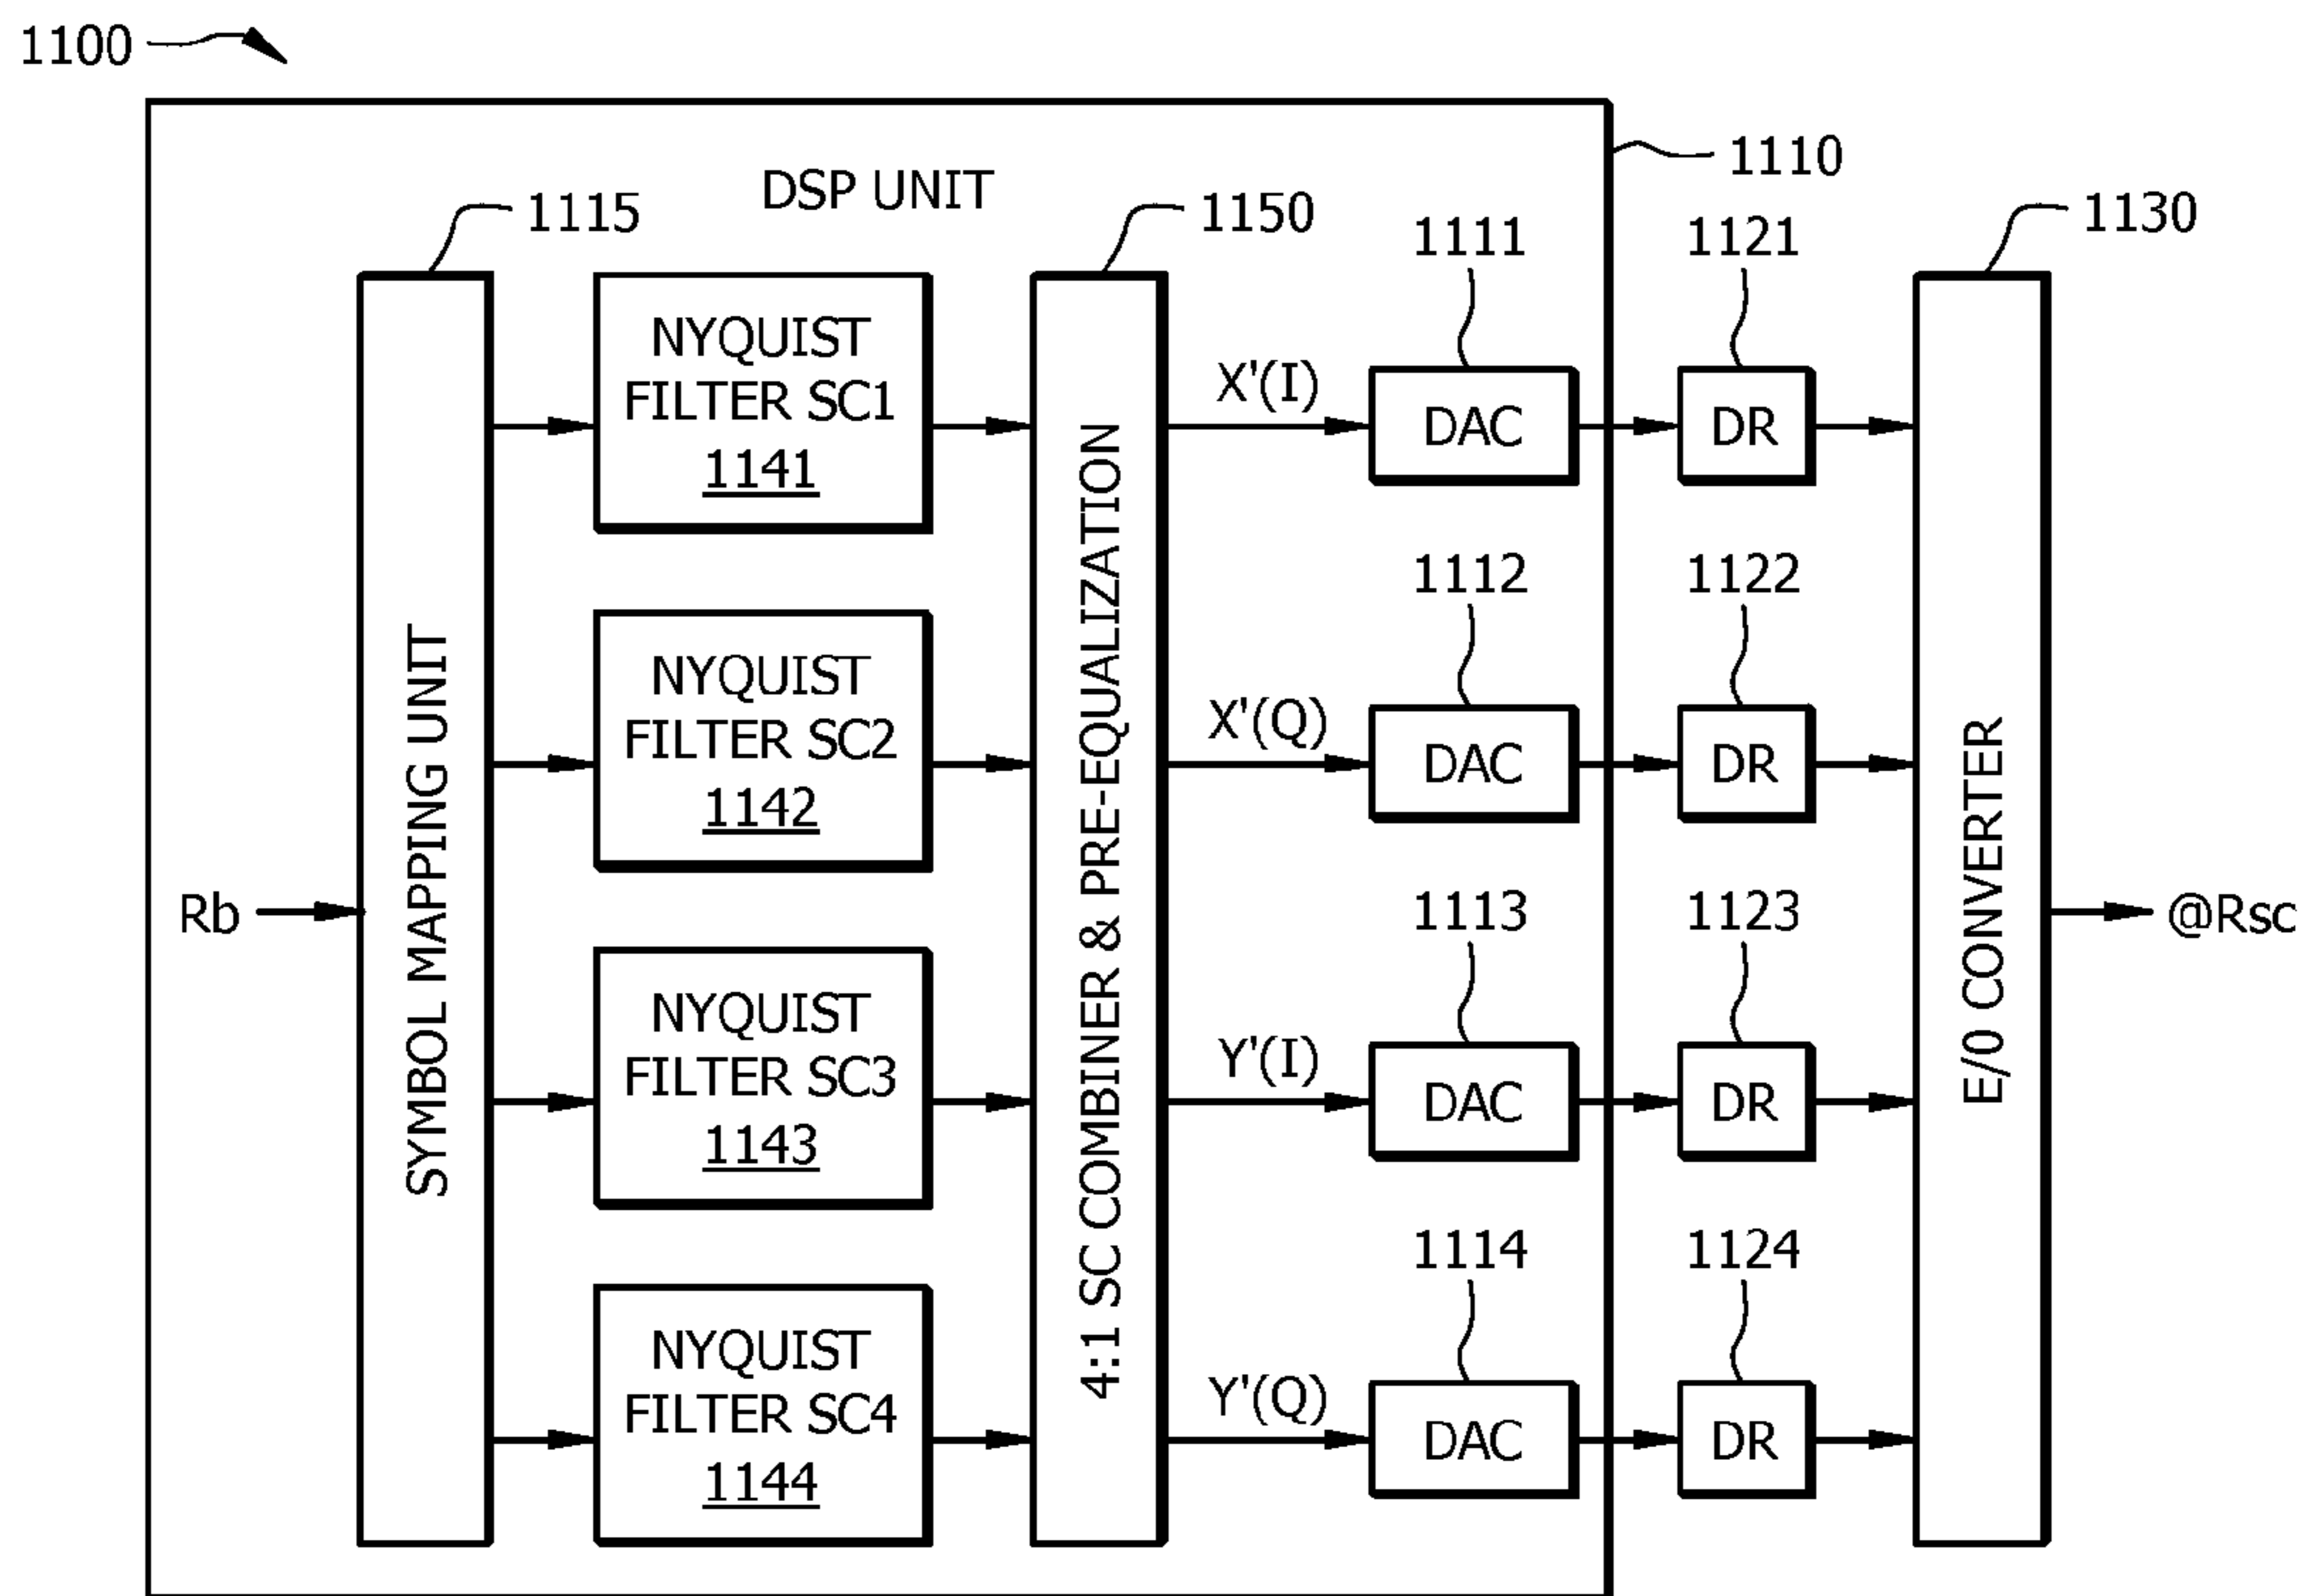 1100
DSP UNIT
1110
1115
1150
1111
1121
1130
SYMBOL MAPPING UNIT
NYQUIST
FILTER SC1
1141
4:1 SC COMBINER & PRE-EQUALIZATION
X'(I)
DAC
DR
E/0 CONVERTER
1112
1122
NYQUIST
FILTER SC2
1142
X'(Q)
DAC
DR
Rb
@Rsc
1113
1123
NYQUIST
FILTER SC3
1143
Y'(I)
DAC
DR
1114
1124
NYQUIST
FILTER SC4
1144
Y'(Q)
DAC
DR